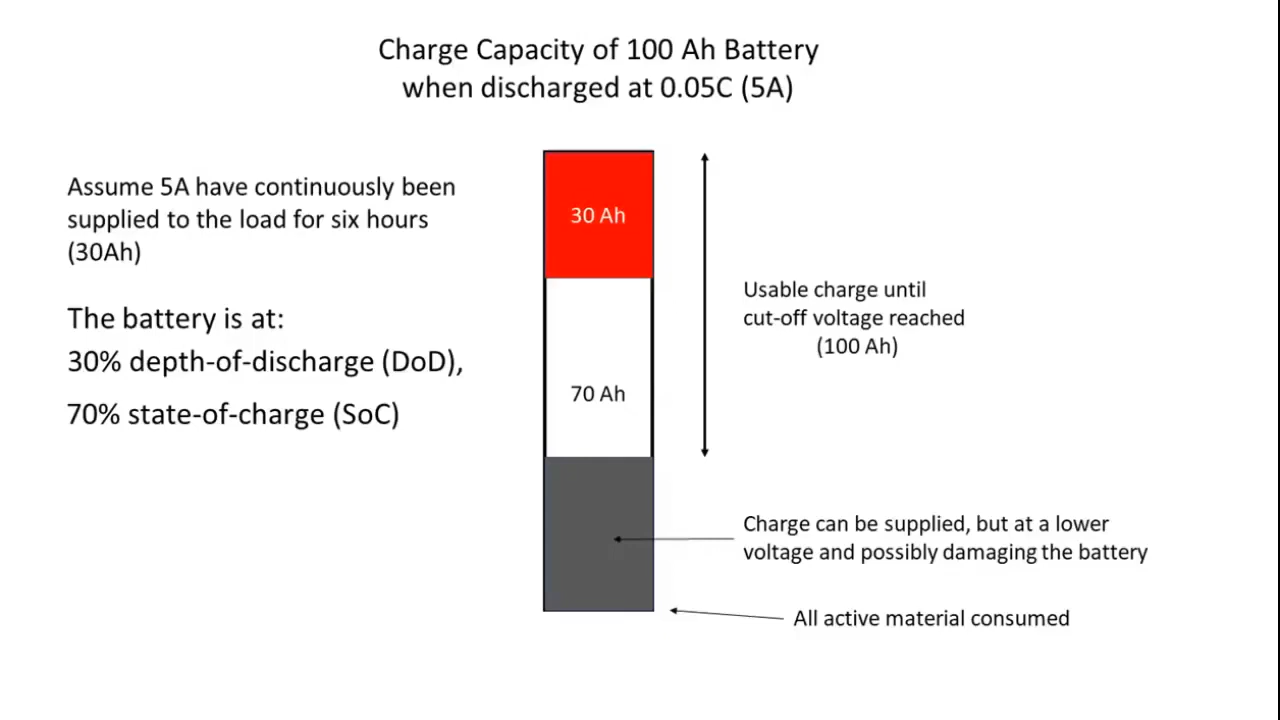 Charge Capacity of 100 Ah Battery
when discharged at 0.05C (5A)
Assume 5A have continuously been
supplied to the load for six hours
(30Ah)
The battery is at:
30% depth-of-discharge (DoD),
70% state-of-charge (SoC)
30 Ah
70 Ah
Usable charge until
cut-off voltage reached
(100 Ah)
Charge can be supplied, but at a lower
voltage and possibly damaging the battery
All active material consumed